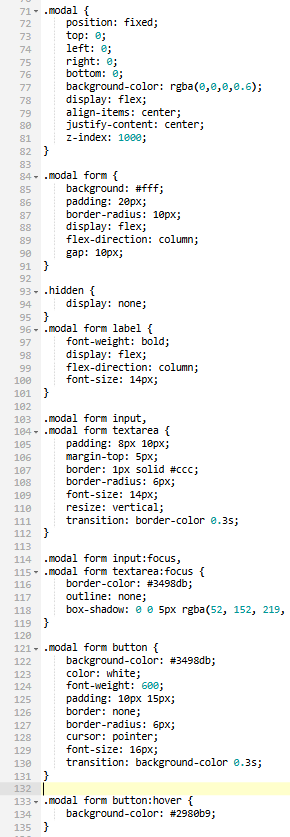 71 .modal {
72 position: fixed;
73 top: 0;
74 left: 0;
75 right: 0;
76 bottom: 0;
77 background-color: rgba(0,0,0,0.6);
78 display: flex;
79 align-items: center;
80 justify-content: center;
81 z-index: 1000;
82 }
83
84 .modal form {
85 background: #fff;
86 padding: 20px;
87 border-radius: 10px;
88 display: flex;
89 flex-direction: column;
90 gap: 10px;
91 }
92
93 .hidden {
94 display: none;
95 }
96 .modal form label {
97 font-weight: bold;
98 display: flex;
99 flex-direction: column;
100 font-size: 14px;
101 }
102
103 .modal form input,
104 .modal form textarea {
105 padding: 8px 10px;
106 margin-top: 5px;
107 border: 1px solid #ccc;
108 border-radius: 6px;
109 font-size: 14px;
110 resize: vertical;
111 transition: border-color 0.3s;
112 }
113
114 .modal form input:focus,
115 .modal form textarea:focus {
116 border-color: #3498db;
117 outline: none;
118 box-shadow: 0 0 5px rgba(52, 152, 219,
119 }
120
121 .modal form button {
122 background-color: #3498db;
123 color: white;
124 font-weight: 600;
125 padding: 10px 15px;
126 border: none;
127 border-radius: 6px;
128 cursor: pointer;
129 font-size: 16px;
130 transition: background-color 0.3s;
131 }
132
133 .modal form button:hover {
134 background-color: #2980b9;
135 }